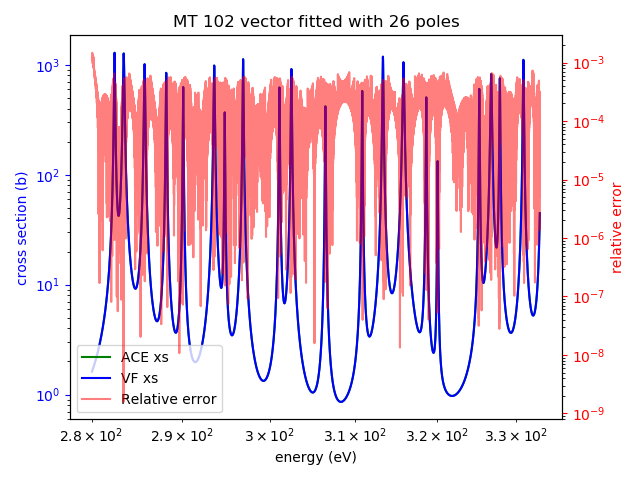 MT 102 vector fitted with 26 poles
cross section (b)
10³
10²
10¹
10⁰
10⁻³
10⁻⁴
10⁻⁵
10⁻⁶
10⁻⁷
10⁻⁸
10⁻⁹
relative error
ACE xs
VF xs
Relative error
2.8 × 10² 2.9 × 10² 3 × 10² 3.1 × 10² 3.2 × 10² 3.3 × 10²
energy (eV)